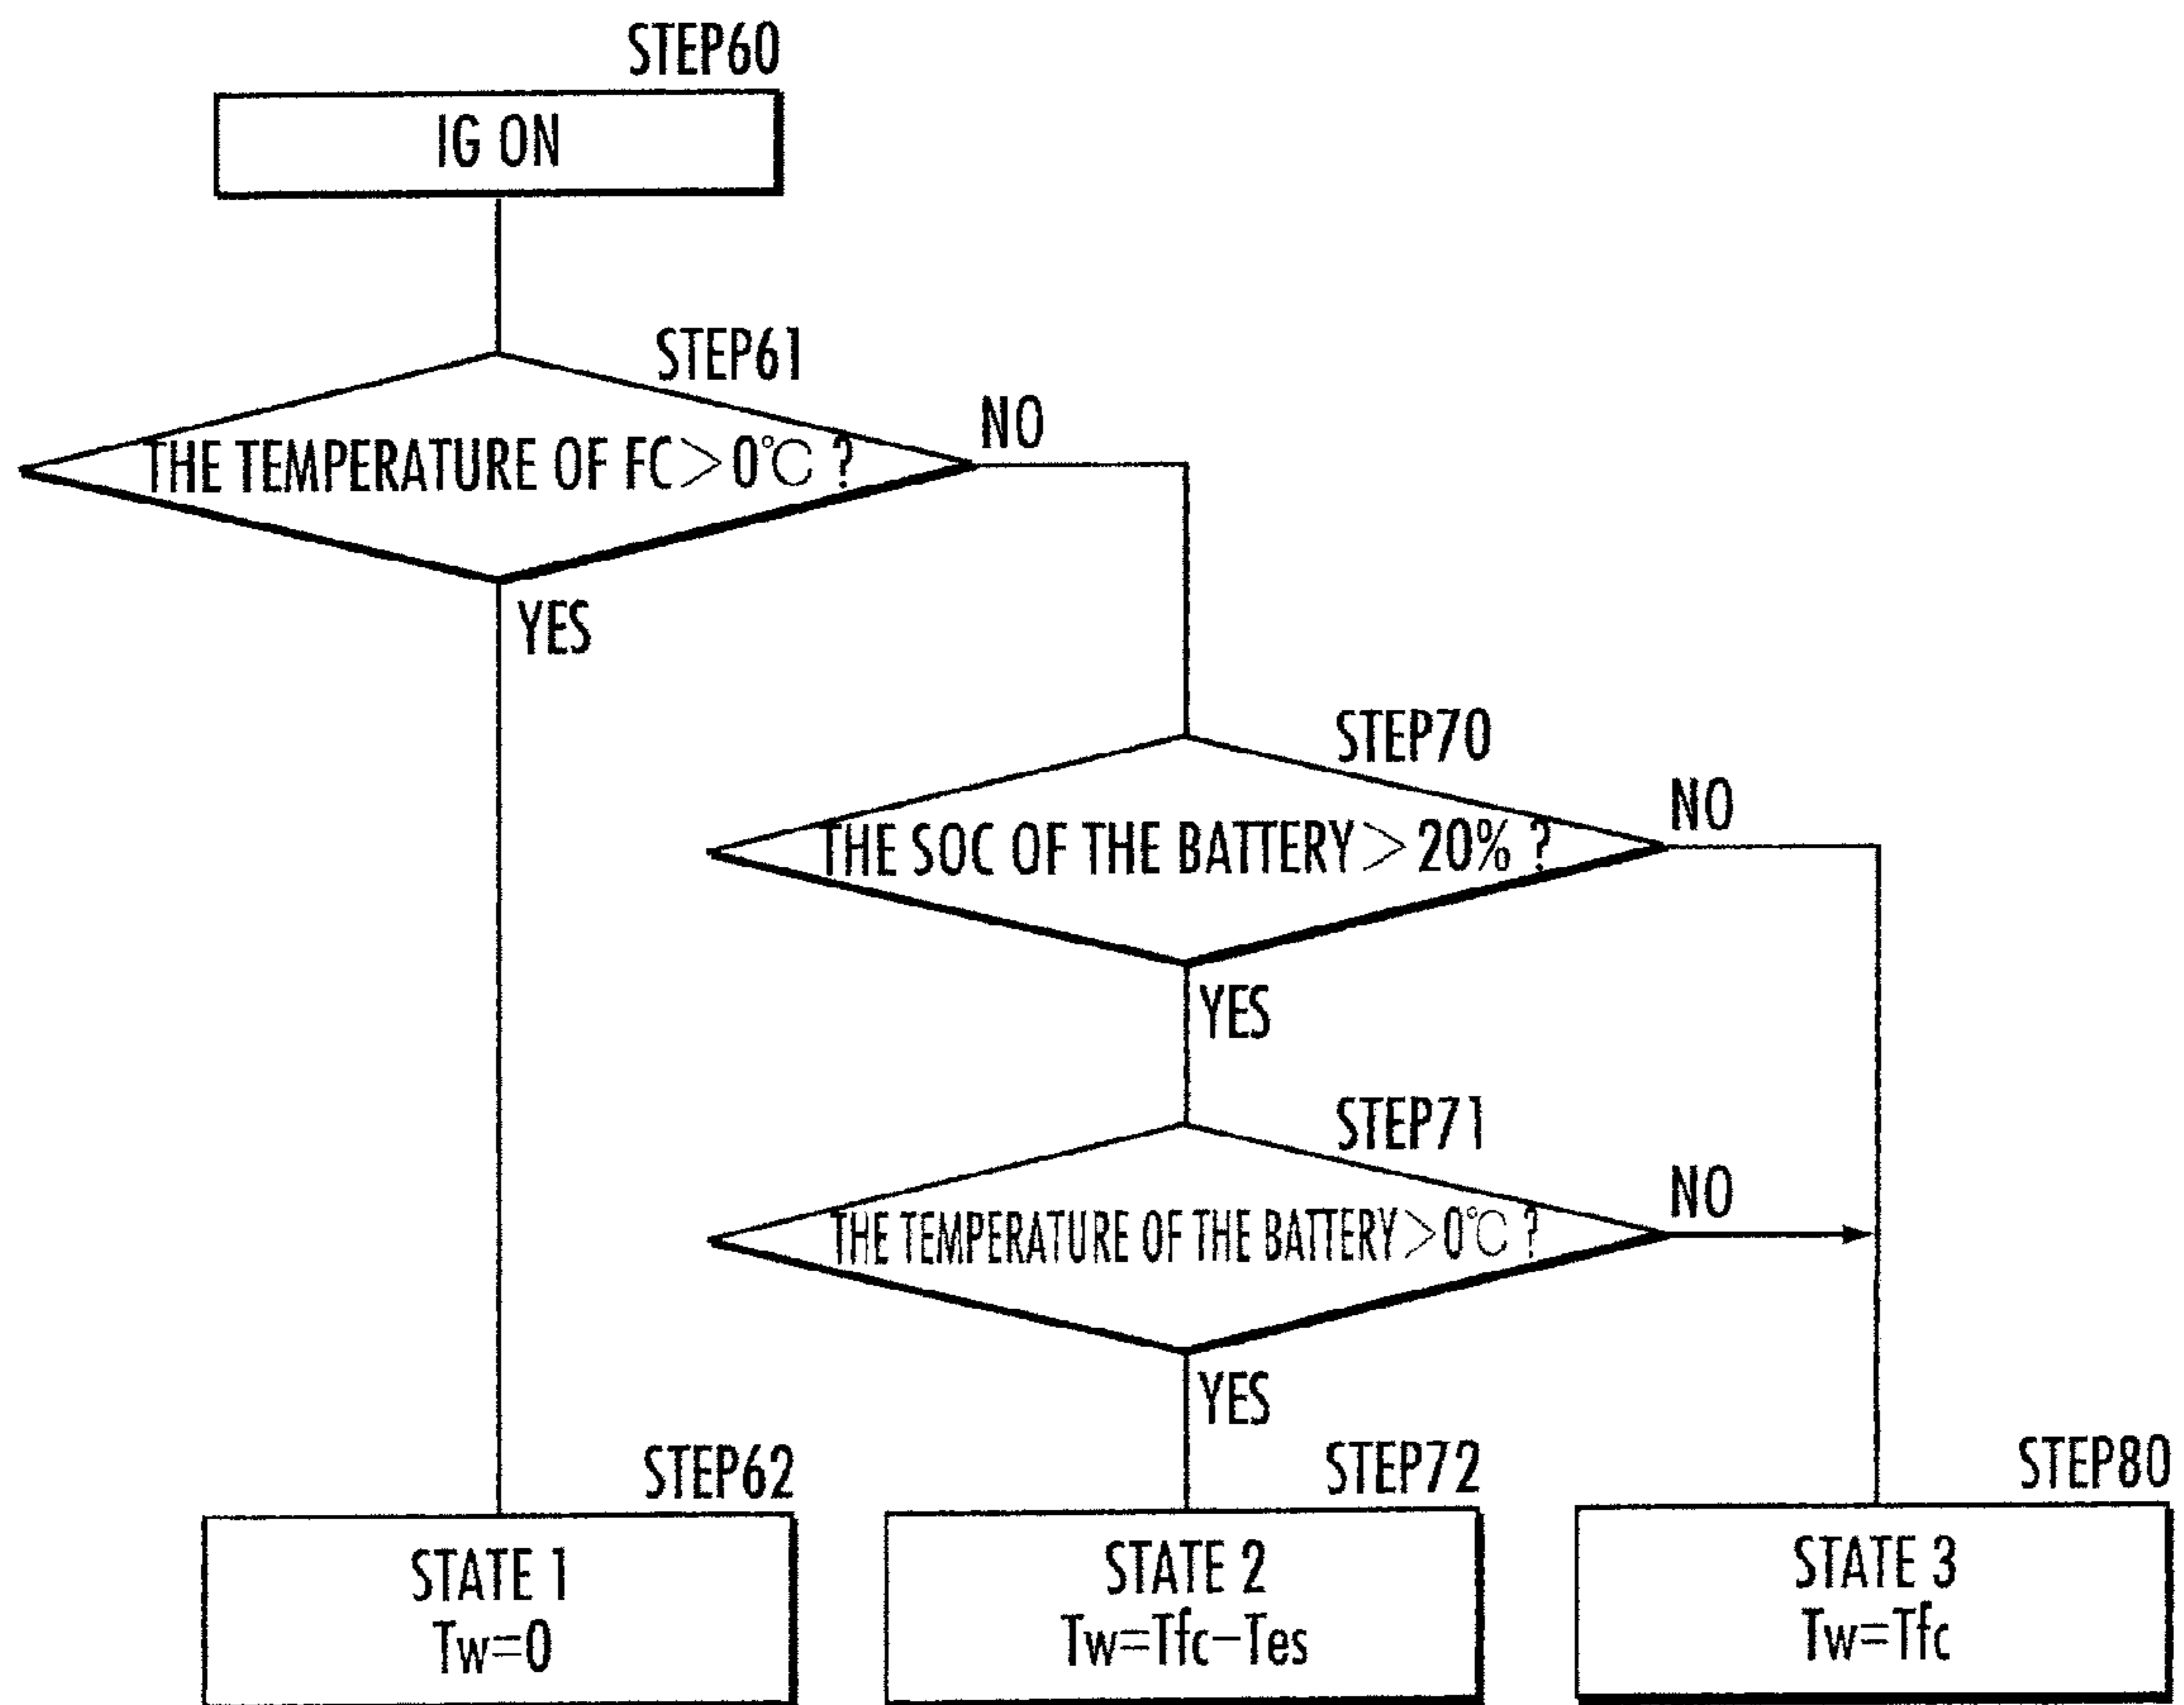 STEP60
IG ON
STEP61
THE TEMPERATURE OF FC>0℃ ?
NO
YES
STEP70
THE SOC OF THE BATTERY>20% ?
NO
YES
STEP71
THE TEMPERATURE OF THE BATTERY>0℃ ?
NO
YES
STEP62
STATE 1
Tw=0
STEP72
STATE 2
Tw=Tfc-Tes
STEP80
STATE 3
Tw=Tfc